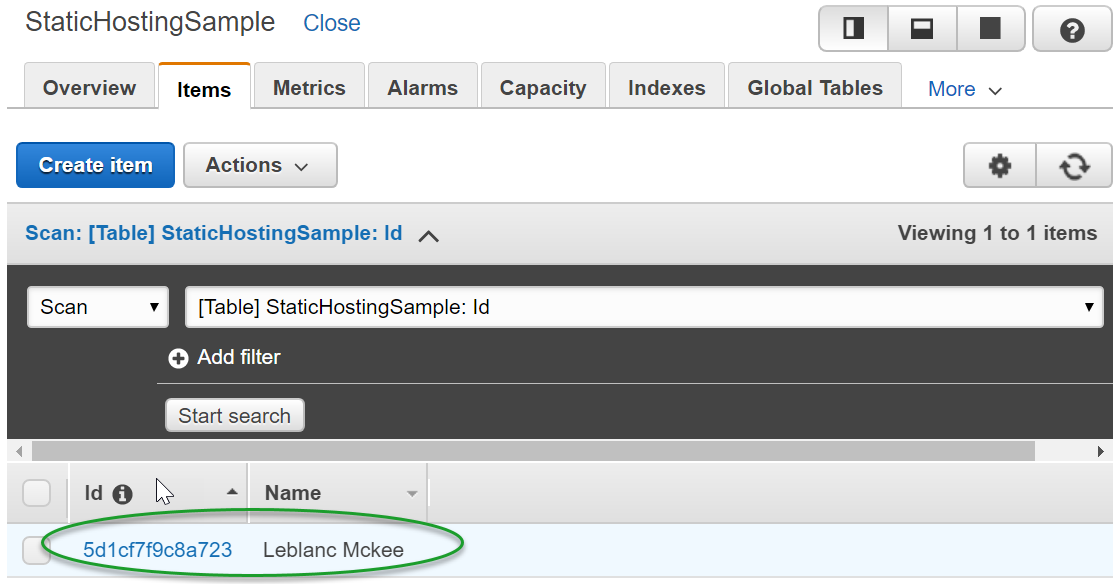 StaticHostingSample Close
Overview Items Metrics Alarms Capacity Indexes Global Tables More
Create item Actions
Scan: [Table] StaticHostingSample: Id Viewing 1 to 1 items
Scan [Table] StaticHostingSample: Id
Add filter
Start search
Id Name
5d1cf7f9c8a723 Leblanc Mckee